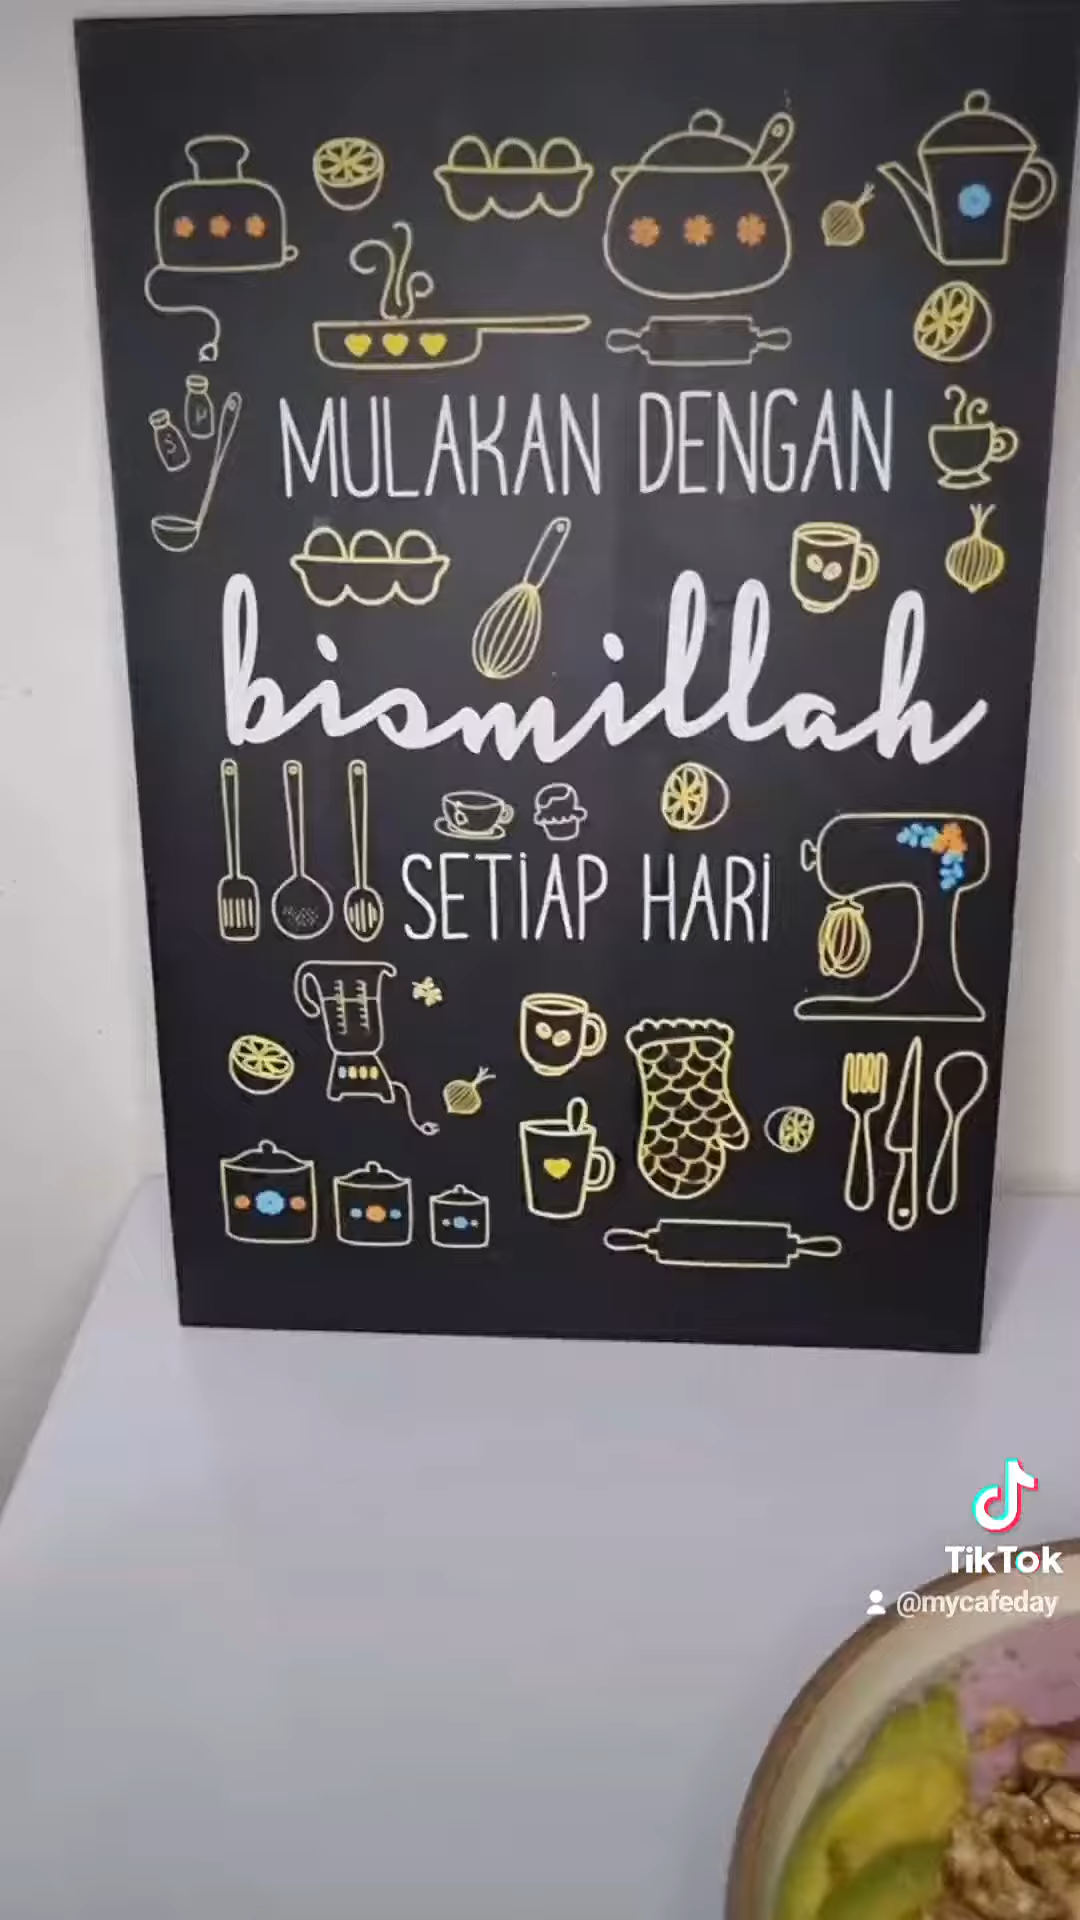 MULAKAN DENGAN
bismillah
SETIAP HARI
TikTok
@mycafeday